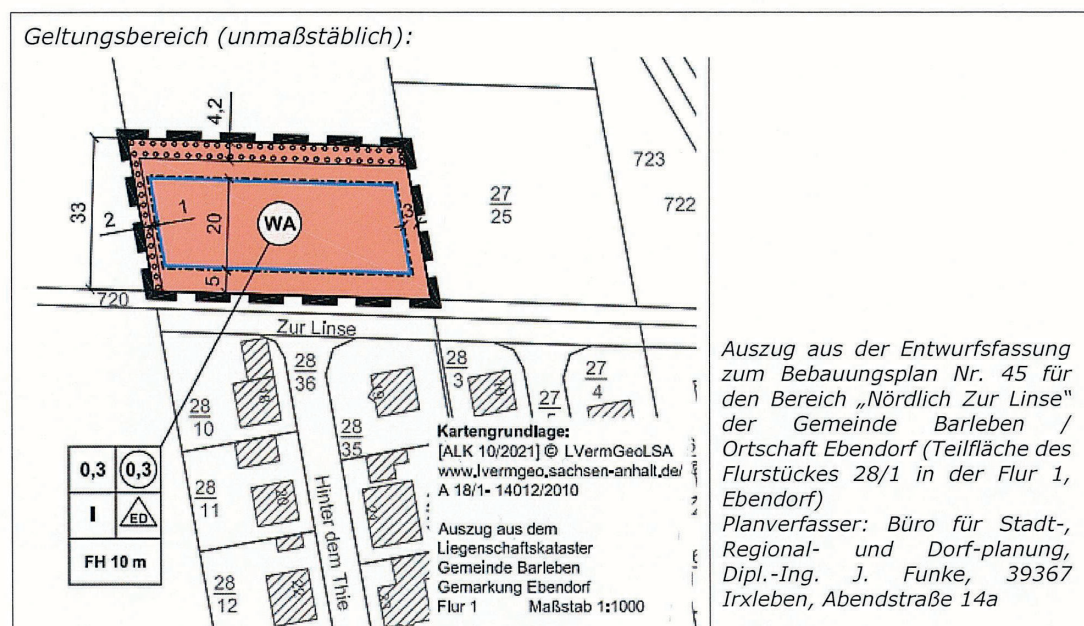 Geltungsbereich (unmaßstäblich):
4,2
723
722
27
25
33
2
1
20
WA
3
5
720
Zur Linse
28
36
28
3
27
4
27
28
10
28
35
28
11
28
12
Hinter dem Thie
18
19
20
22
0,3
0,3
I
ED
FH 10 m
Kartengrundlage:
[ALK 10/2021] © LVermGeoLSA
www.lvermgeo.sachsen-anhalt.de/
A 18/1- 14012/2010
Auszug aus dem
Liegenschaftskataster
Gemeinde Barleben
Gemarkung Ebendorf
Flur 1 Maßstab 1:1000
Auszug aus der Entwurfsfassung
zum Bebauungsplan Nr. 45 für
den Bereich „Nördlich Zur Linse"
der Gemeinde Barleben /
Ortschaft Ebendorf (Teilfläche des
Flurstückes 28/1 in der Flur 1,
Ebendorf)
Planverfasser: Büro für Stadt-,
Regional- und Dorf-planung,
Dipl.-Ing. J. Funke, 39367
Irxleben, Abendstraße 14a